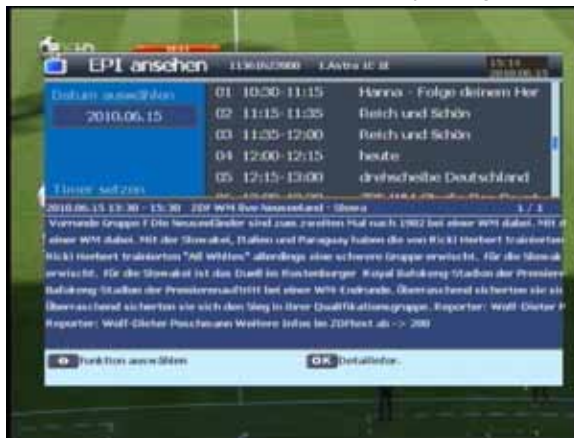 EPI ansehen
15:14
2010.06.15
Datum auswählen
2010.06.15
Timer setzen
01 10:30-11:15 Hanna - Folge deinem Her
02 11:15-11:35 Reich und Schön
03 11:35-12:00 Reich und Schön
04 12:00-12:15 heute
05 12:15-13:00 drehscheibe Deutschland
2010.06.15 13:30 - 15:30 ZDF WM live Neuseeland - Slowa 1 / 1
Vorrunde Gruppe F Die Neuseeländer sind zum zweiten Mal nach 1982 bei einer WM dabei. Mit d
einer WM dabei. Mit der Slowakei, Italien und Paraguay haben die von Ricki Herbert trainierten
Ricki Herbert trainierten "All Whites" allerdings eine schwere Gruppe erwischt. Für die Slowak
erwischt. Für die Slowakei ist das Duell im Rustenburger Royal Bafokeng-Stadion der Premiere
Bafokeng-Stadion der Premierenauftritt bei einer WM-Endrunde. Überraschend sicherten sie sic
Überraschend sicherten sie sich den Sieg in ihrer Qualifikationsgruppe. Reporter: Wolf-Dieter P
Reporter: Wolf-Dieter Poschmann Weitere Infos im ZDFtext ab -> 200
Funktion auswählen
OK Detailinfor.